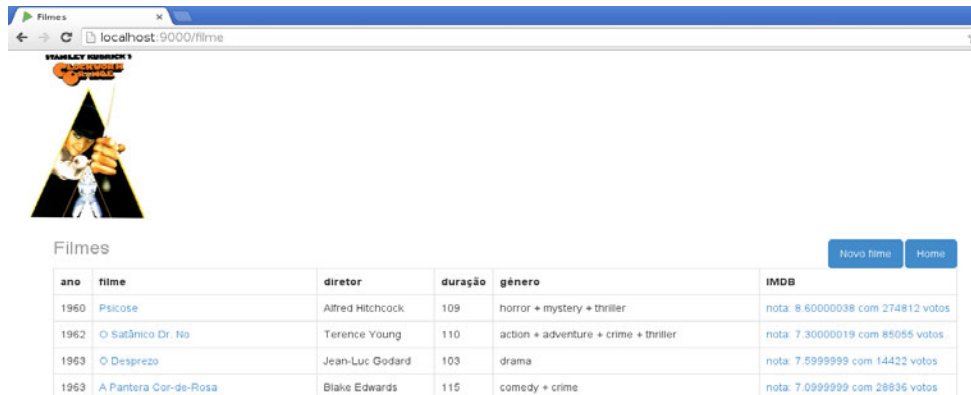 Filmes
localhost:9000/filme
STANLEY KUBRICK'S
CLOCKWORK
ORANGE
Filmes
Novo filme Home
ano filme diretor duração gênero IMDB
1960 Psicose Alfred Hitchcock 109 horror + mystery + thriller nota: 8.60000038 com 274812 votos
1962 O Satânico Dr. No Terence Young 110 action + adventure + crime + thriller nota: 7.30000019 com 85055 votos
1963 O Desprezo Jean-Luc Godard 103 drama nota: 7.5999999 com 14422 votos
1963 A Pantera Cor-de-Rosa Blake Edwards 115 comedy + crime nota: 7.0999999 com 28836 votos